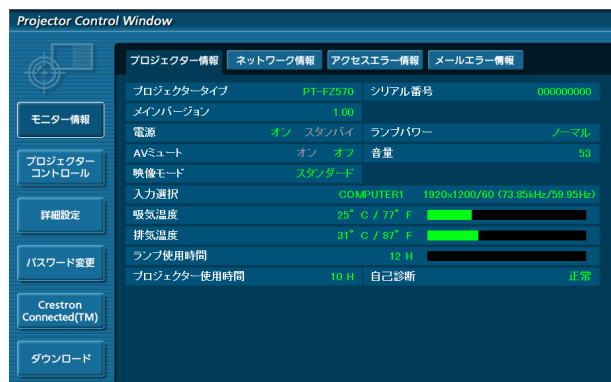 Projector Control Window
プロジェクター情報 ネットワーク情報 アクセスエラー情報 メールエラー情報
モニター情報
プロジェクター
コントロール
詳細設定
パスワード変更
Crestron
Connected(TM)
ダウンロード
プロジェクタータイプ PT-FZ570 シリアル番号 000000000
メインバージョン 1.00
電源 オン スタンバイ ランプパワー ノーマル
AVミュート オン オフ 音量 53
映像モード スタンダード
入力選択 COMPUTER1 1920x1200/60 (73.85kHz/59.95Hz)
吸気温度 25° C / 77° F
排気温度 31° C / 87° F
ランプ使用時間 12 H
プロジェクター使用時間 10 H 自己診断 正常